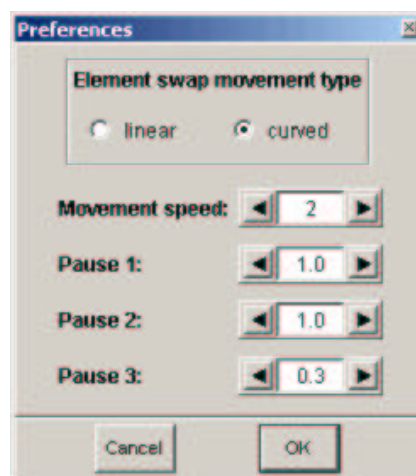 Preferences
Element swap movement type
linear curved
Movement speed: 2
Pause 1: 1.0
Pause 2: 1.0
Pause 3: 0.3
Cancel OK